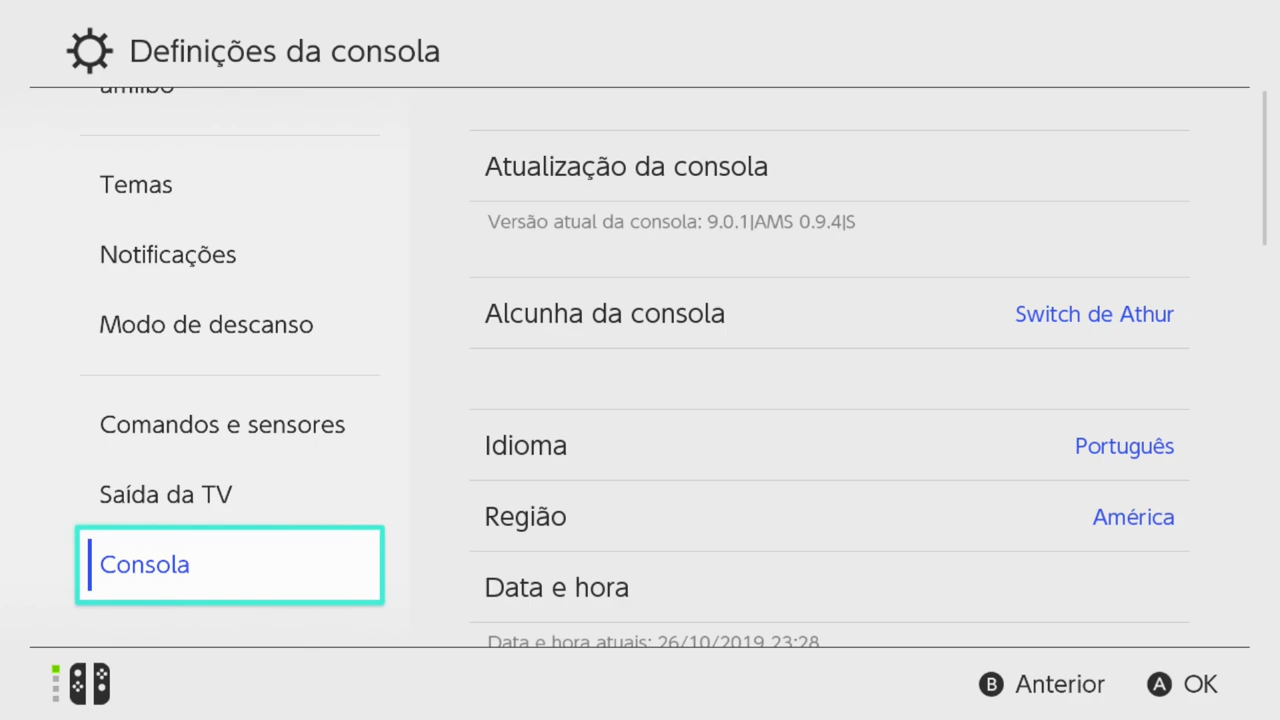 Definições da consola
amiibo
Temas
Notificações
Modo de descanso
Comandos e sensores
Saída da TV
Consola
Atualização da consola
Versão atual da consola: 9.0.1|AMS 0.9.4|S
Alcunha da consola Switch de Athur
Idioma Português
Região América
Data e hora
Data e hora atuais: 26/10/2019 23:28
B Anterior A OK